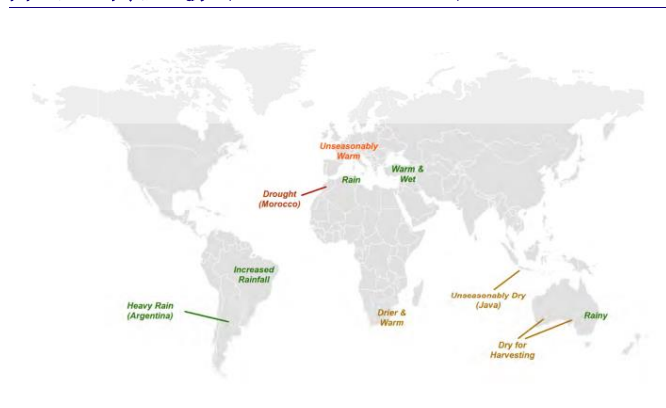 Unseasonably
Warm
Rain
Warm &
Wet
Drought
(Morocco)
Increased
Rainfall
Heavy Rain
(Argentina)
Drier &
Warm
Unseasonably Dry
(Java)
Rainy
Dry for
Harvesting